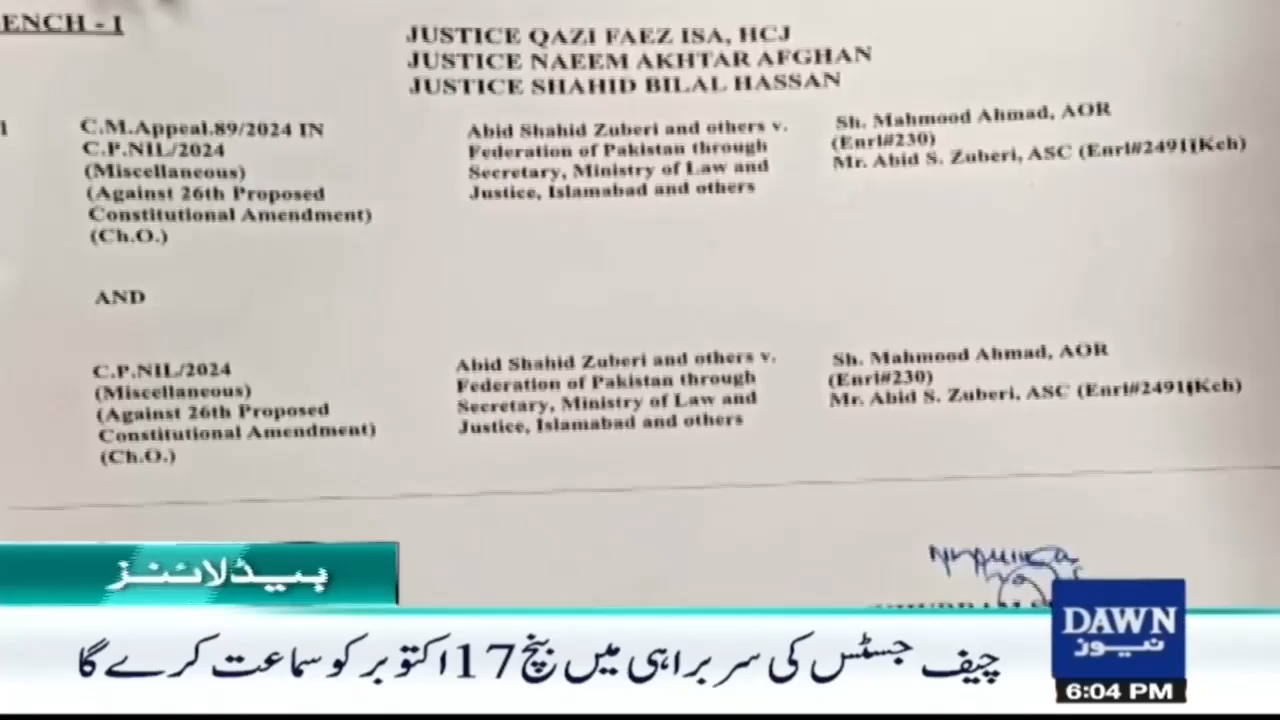 ENCH - I
JUSTICE QAZI FAEZ ISA, HCJ
JUSTICE NAEEM AKHTAR AFGHAN
JUSTICE SHAHID BILAL HASSAN
1
C.M.Appeal.89/2024 IN
C.P.NIL/2024
(Miscellaneous)
(Against 26th Proposed
Constitutional Amendment)
(Ch.O.)
Abid Shahid Zuberi and others v.
Federation of Pakistan through
Secretary, Ministry of Law and
Justice, Islamabad and others
Sh. Mahmood Ahmad, AOR
(Enrl#230)
Mr. Abid S. Zuberi, ASC (Enrl#2491(Kch)
AND
C.P.NIL/2024
(Miscellaneous)
(Against 26th Proposed
Constitutional Amendment)
(Ch.O.)
Abid Shahid Zuberi and others v.
Federation of Pakistan through
Secretary, Ministry of Law and
Justice, Islamabad and others
Sh. Mahmood Ahmad, AOR
(Enrl#230)
Mr. Abid S. Zuberi, ASC (Enrl#2491(Kch)
ہیڈلائنز
چیف جسٹس کی سربراہی میں بنچ 17 اکتوبر کو سماعت کرے گا
DAWN
نیوز
6:04 PM